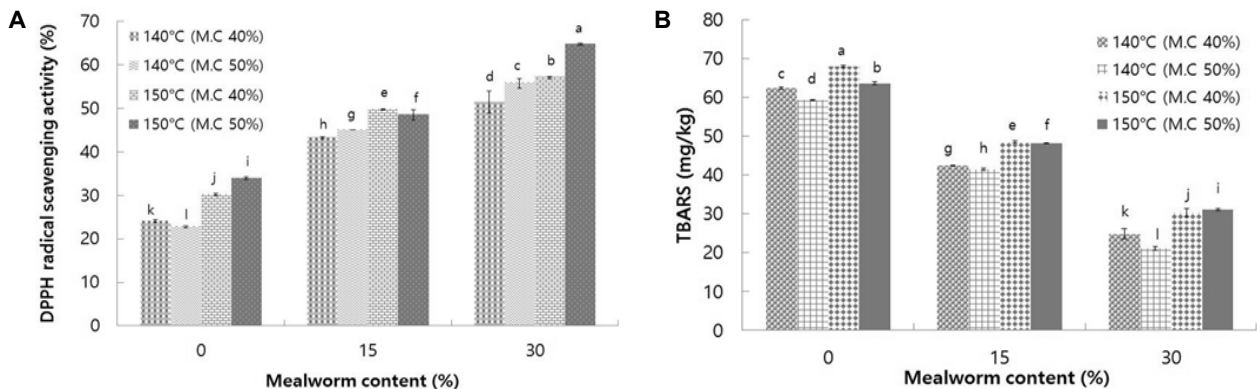 A
DPPH radical scavenging activity (%)
70
60
50
40
30
20
10
0
140°C (M.C 40%)
140°C (M.C 50%)
150°C (M.C 40%)
150°C (M.C 50%)
k
l
j
i
h
g
e
f
d
c
b
a
0
15
30
Mealworm content (%)
B
TBARS (mg/kg)
80
70
60
50
40
30
20
10
0
140°C (M.C 40%)
140°C (M.C 50%)
150°C (M.C 40%)
150°C (M.C 50%)
c
d
a
b
g
h
e
f
k
l
j
i
0
15
30
Mealworm content (%)